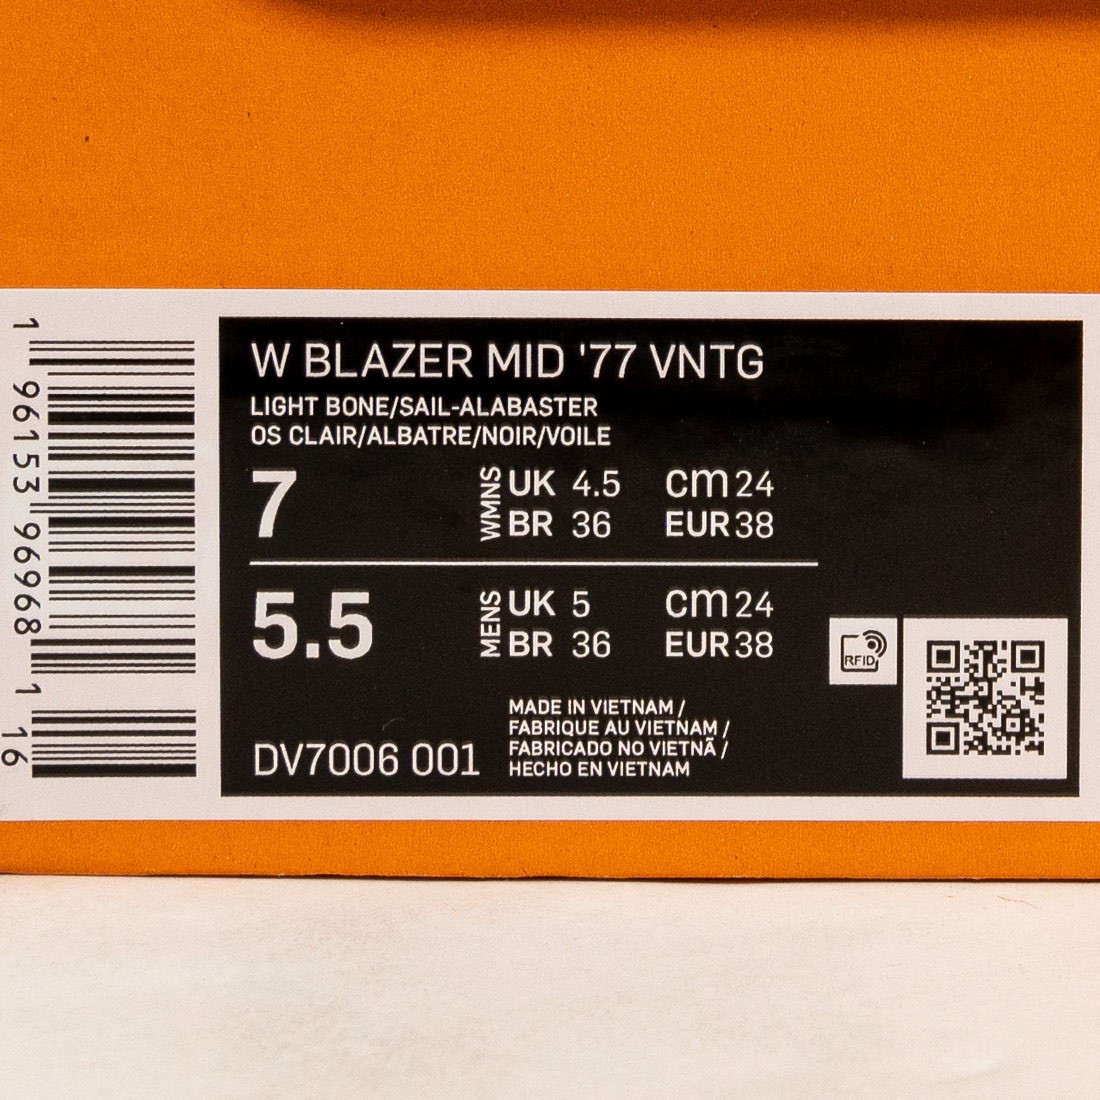 1 96153 96968 1 16
W BLAZER MID '77 VNTG
LIGHT BONE/SAIL-ALABASTER
OS CLAIR/ALBATRE/NOIR/VOILE
7 WMNS UK 4.5 cm 24
BR 36 EUR 38
5.5 MENS UK 5 cm 24
BR 36 EUR 38
RFID
MADE IN VIETNAM /
FABRIQUE AU VIETNAM /
FABRICADO NO VIETNÃ /
HECHO EN VIETNAM
DV7006 001